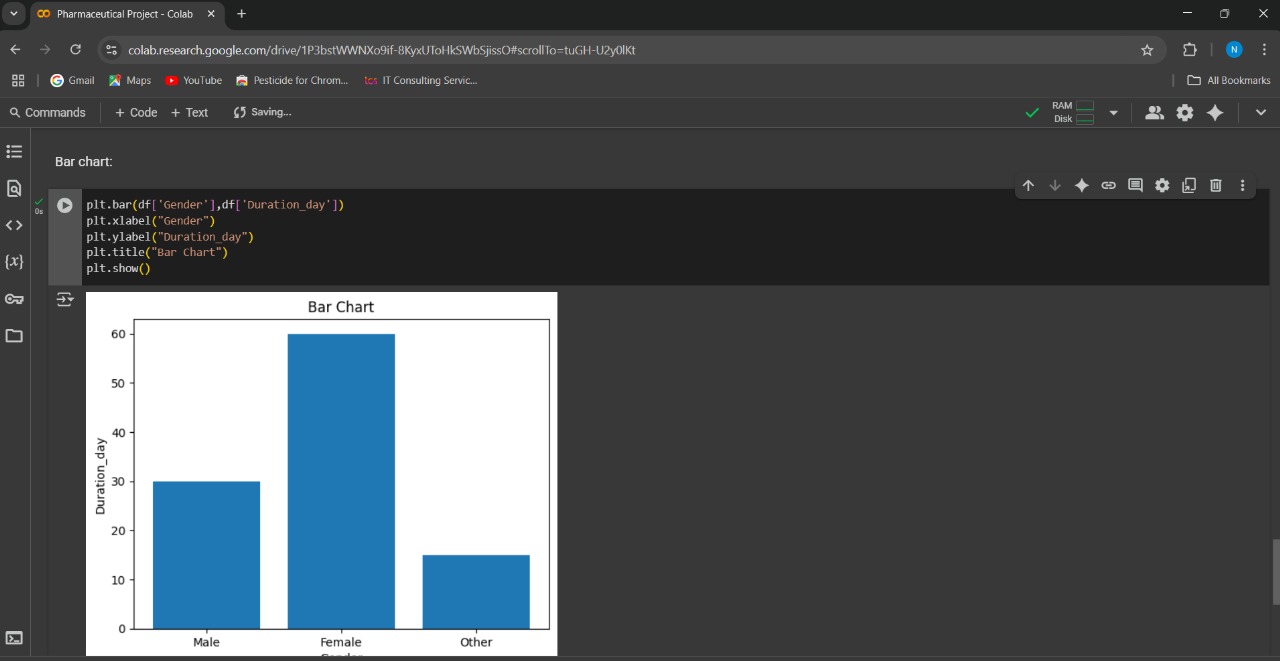 Pharmaceutical Project - Colab
colab.research.google.com/drive/1P3bstWWNXo9if-8KyxUToHkSWbSjissO#scrollTo=tuGH-U2y0lKt
N
Gmail Maps YouTube Pesticide for Chrom... tcs IT Consulting Servic... All Bookmarks
Commands + Code + Text Saving... RAM
Disk
Bar chart:
0s
plt.bar(df['Gender'],df['Duration_day'])
plt.xlabel("Gender")
plt.ylabel("Duration_day")
plt.title("Bar Chart")
plt.show()
Bar Chart
60
50
40
30
20
10
0
Duration_day
Male Female Other
Gender